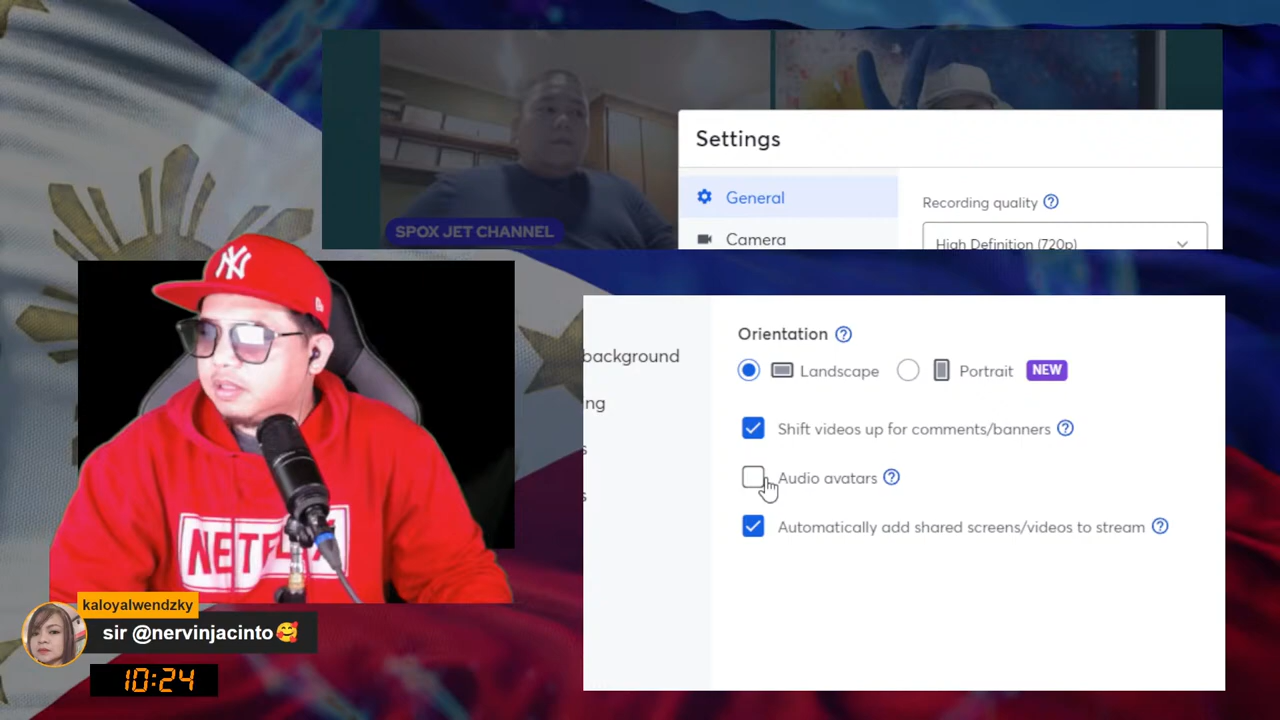 SPOX JET CHANNEL
Settings
General
Recording quality
Camera
High Definition (720p)
NY
NETFLIX
background
ng
s
s
Orientation
Landscape
Portrait
NEW
Shift videos up for comments/banners
Audio avatars
Automatically add shared screens/videos to stream
kaloyalwendzky
sir @nervinjacinto🥰
10:24